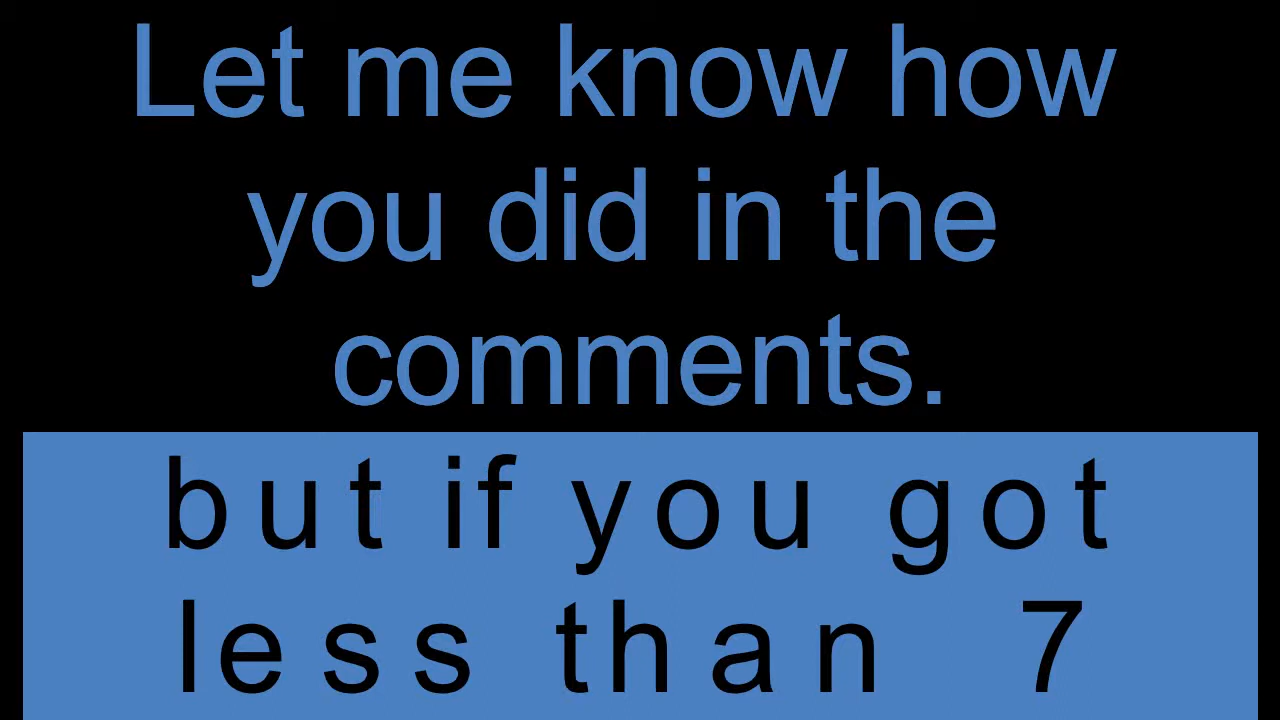 Let me know how
you did in the
comments.
but if you got
less than 7